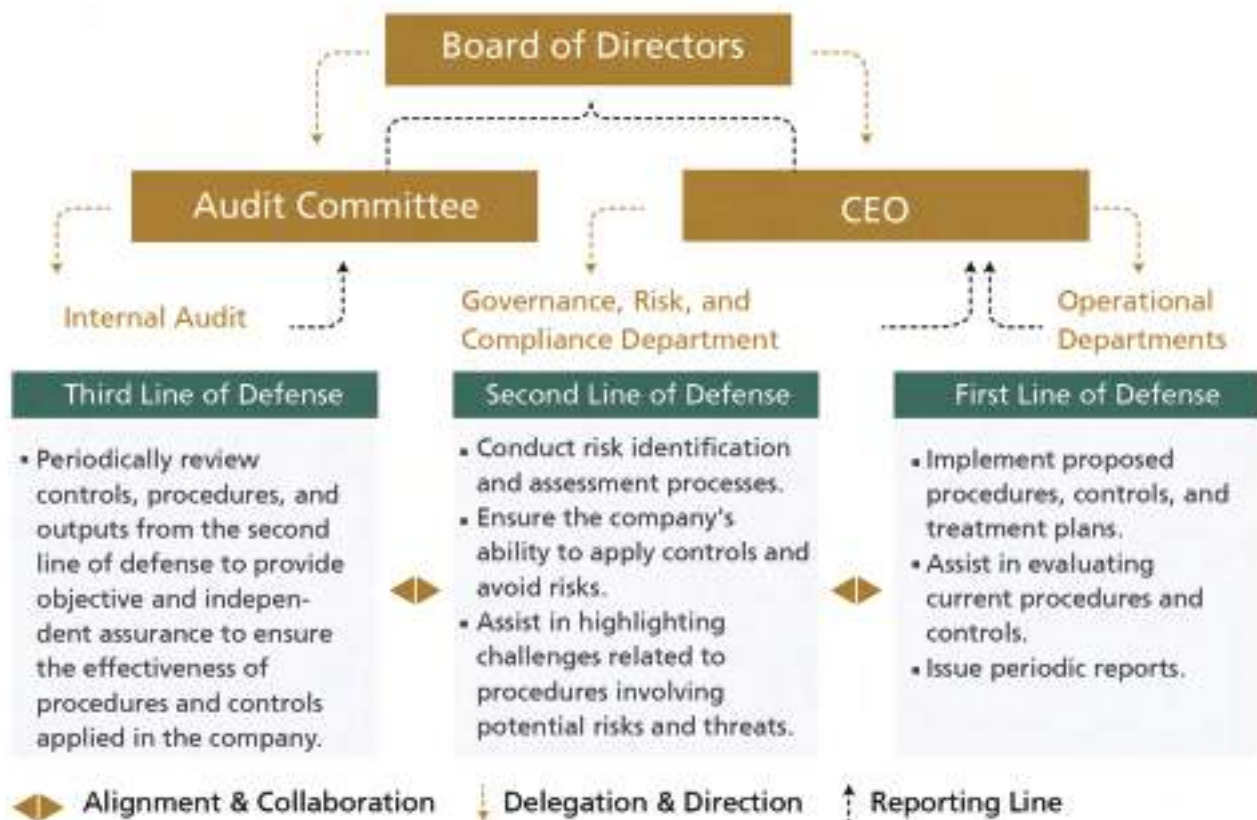 Board of Directors
Audit Committee
CEO
Internal Audit
Governance, Risk, and
Compliance Department
Operational
Departments
Third Line of Defense
▪ Periodically review
controls, procedures, and
outputs from the second
line of defense to provide
objective and indepen-
dent assurance to ensure
the effectiveness of
procedures and controls
applied in the company.
Second Line of Defense
▪ Conduct risk identification
and assessment processes.
▪ Ensure the company's
ability to apply controls and
avoid risks.
▪ Assist in highlighting
challenges related to
procedures involving
potential risks and threats.
First Line of Defense
▪ Implement proposed
procedures, controls, and
treatment plans.
▪ Assist in evaluating
current procedures and
controls.
▪ Issue periodic reports.
Alignment & Collaboration
Delegation & Direction
Reporting Line